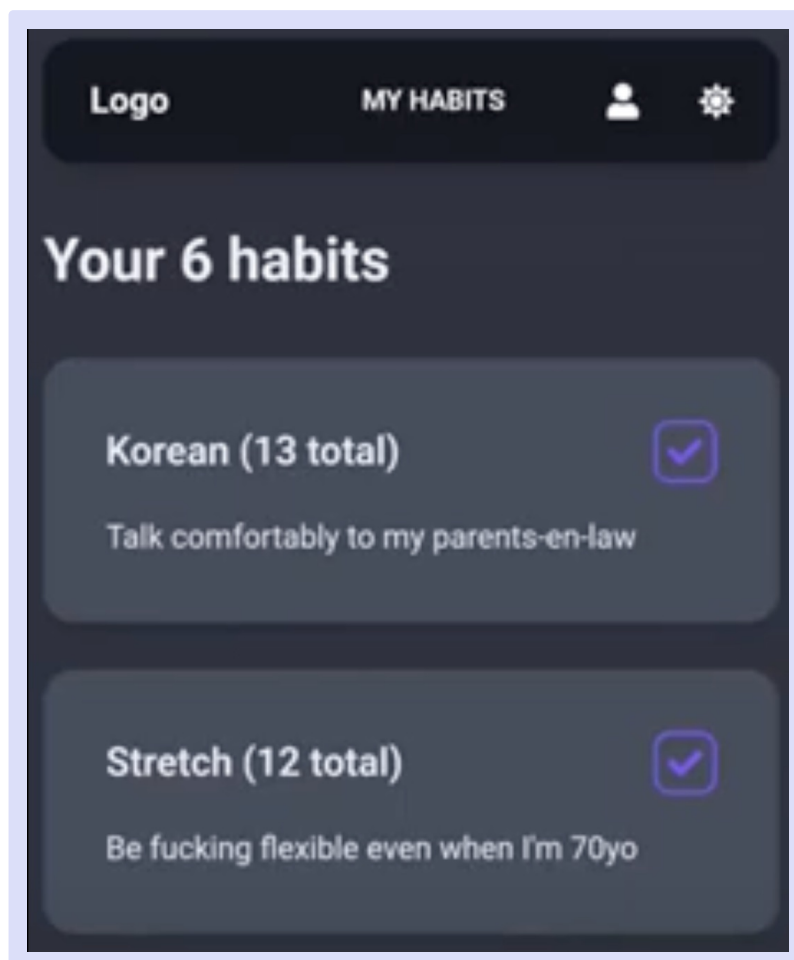 Logo
MY HABITS
Your 6 habits
Korean (13 total)
Talk comfortably to my parents-en-law
Stretch (12 total)
Be fucking flexible even when I'm 70yo